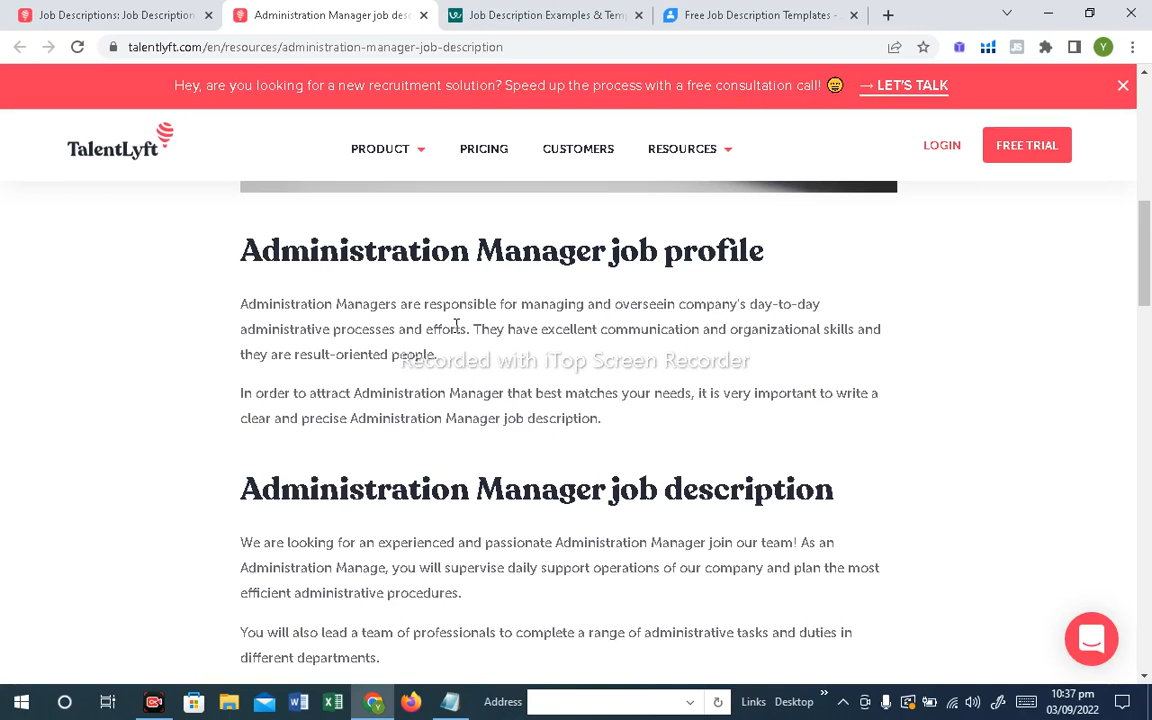 Job Descriptions: Job Description
Administration Manager job des
Job Description Examples & Temp
Free Job Description Templates -
talentlyft.com/en/resources/administration-manager-job-description
JS
Y
Hey, are you looking for a new recruitment solution? Speed up the process with a free consultation call! 😁 → LET'S TALK
TalentLyft
PRODUCT
PRICING
CUSTOMERS
RESOURCES
LOGIN
FREE TRIAL
Administration Manager job profile
Administration Managers are responsible for managing and overseein company's day-to-day
administrative processes and efforts. They have excellent communication and organizational skills and
they are result-oriented people.
Recorded with iTop Screen Recorder
In order to attract Administration Manager that best matches your needs, it is very important to write a
clear and precise Administration Manager job description.
Administration Manager job description
We are looking for an experienced and passionate Administration Manager join our team! As an
Administration Manage, you will supervise daily support operations of our company and plan the most
efficient administrative procedures.
You will also lead a team of professionals to complete a range of administrative tasks and duties in
different departments.
Address
Links
Desktop
10:37 pm
03/09/2022